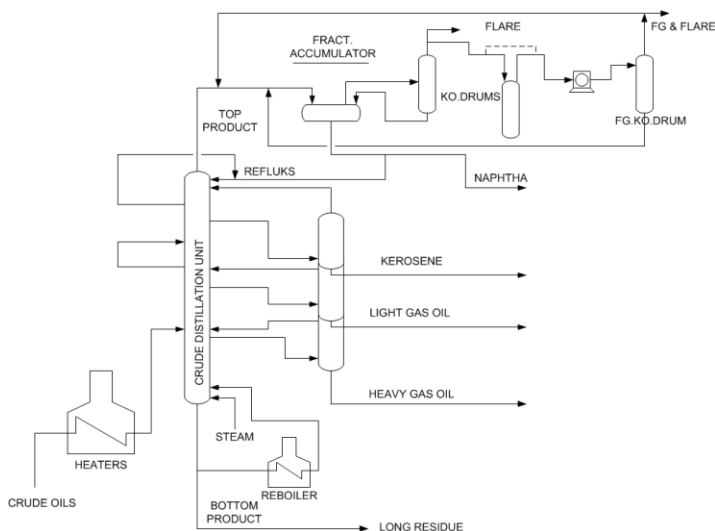 FLARE
FG & FLARE
FRACT.
ACCUMULATOR
KO.DRUMS
FG.KO.DRUM
TOP
PRODUCT
REFLUKS
NAPHTHA
CRUDE DISTILLATION UNIT
KEROSENE
LIGHT GAS OIL
HEAVY GAS OIL
STEAM
HEATERS
REBOILER
CRUDE OILS
BOTTOM
PRODUCT
LONG RESIDUE